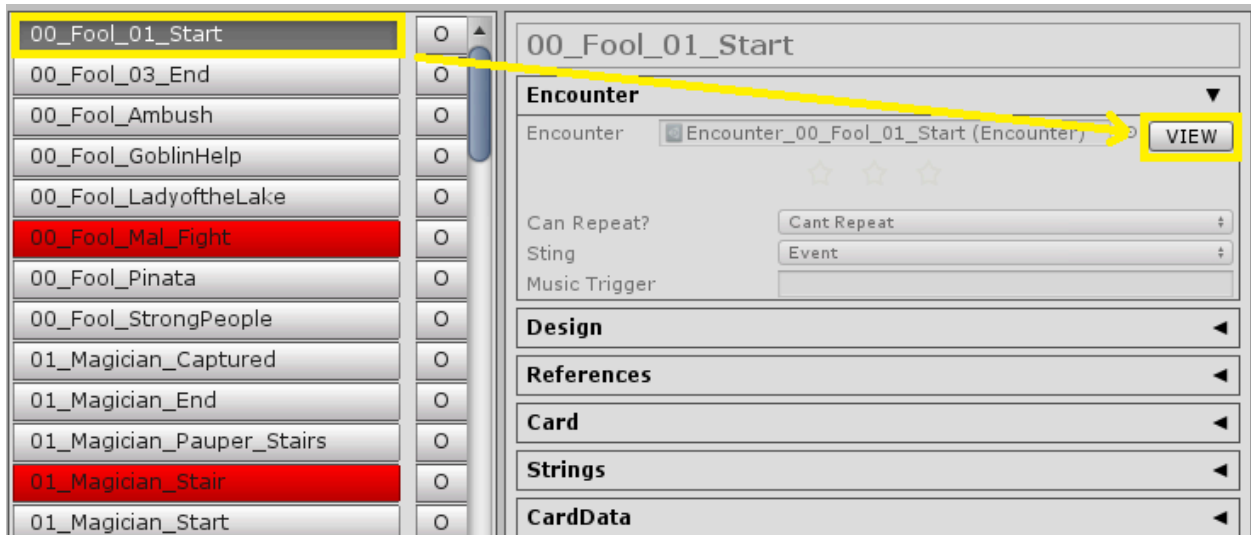 00_Fool_01_Start O
00_Fool_03_End O
00_Fool_Ambush O
00_Fool_GoblinHelp O
00_Fool_LadyoftheLake O
00_Fool_Mal_Fight O
00_Fool_Pinata O
00_Fool_StrongPeople O
01_Magician_Captured O
01_Magician_End O
01_Magician_Pauper_Stairs O
01_Magician_Stair O
01_Magician_Start O
00_Fool_01_Start
Encounter
Encounter Encounter_00_Fool_01_Start (Encounter) VIEW
Can Repeat? Cant Repeat
Sting Event
Music Trigger
Design
References
Card
Strings
CardData